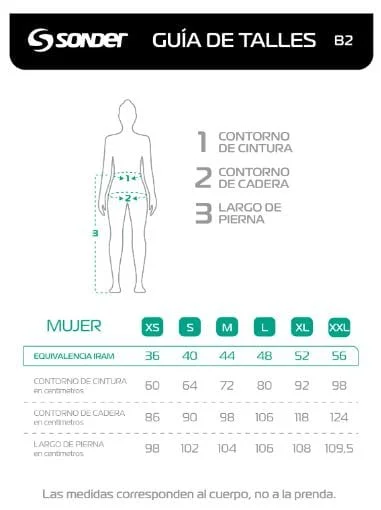 SONDER GUÍA DE TALLES B2
1 CONTORNO
DE CINTURA
2 CONTORNO
DE CADERA
3 LARGO DE
PIERNA
1
2
3
MUJER XS S M L XL XXL
EQUIVALENCIA IRAM 36 40 44 48 52 56
CONTORNO DE CINTURA
en centímetros 60 64 72 80 92 98
CONTORNO DE CADERA
en centímetros 86 90 98 106 118 124
LARGO DE PIERNA
en centímetros 98 102 104 106 108 109,5
Las medidas corresponden al cuerpo, no a la prenda.